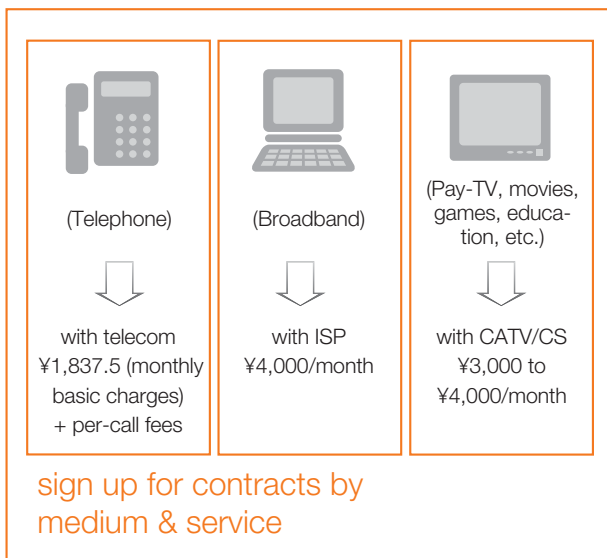 (Telephone)
with telecom
¥1,837.5 (monthly
basic charges)
+ per-call fees
(Broadband)
with ISP
¥4,000/month
(Pay-TV, movies,
games, educa-
tion, etc.)
with CATV/CS
¥3,000 to
¥4,000/month
sign up for contracts by
medium & service